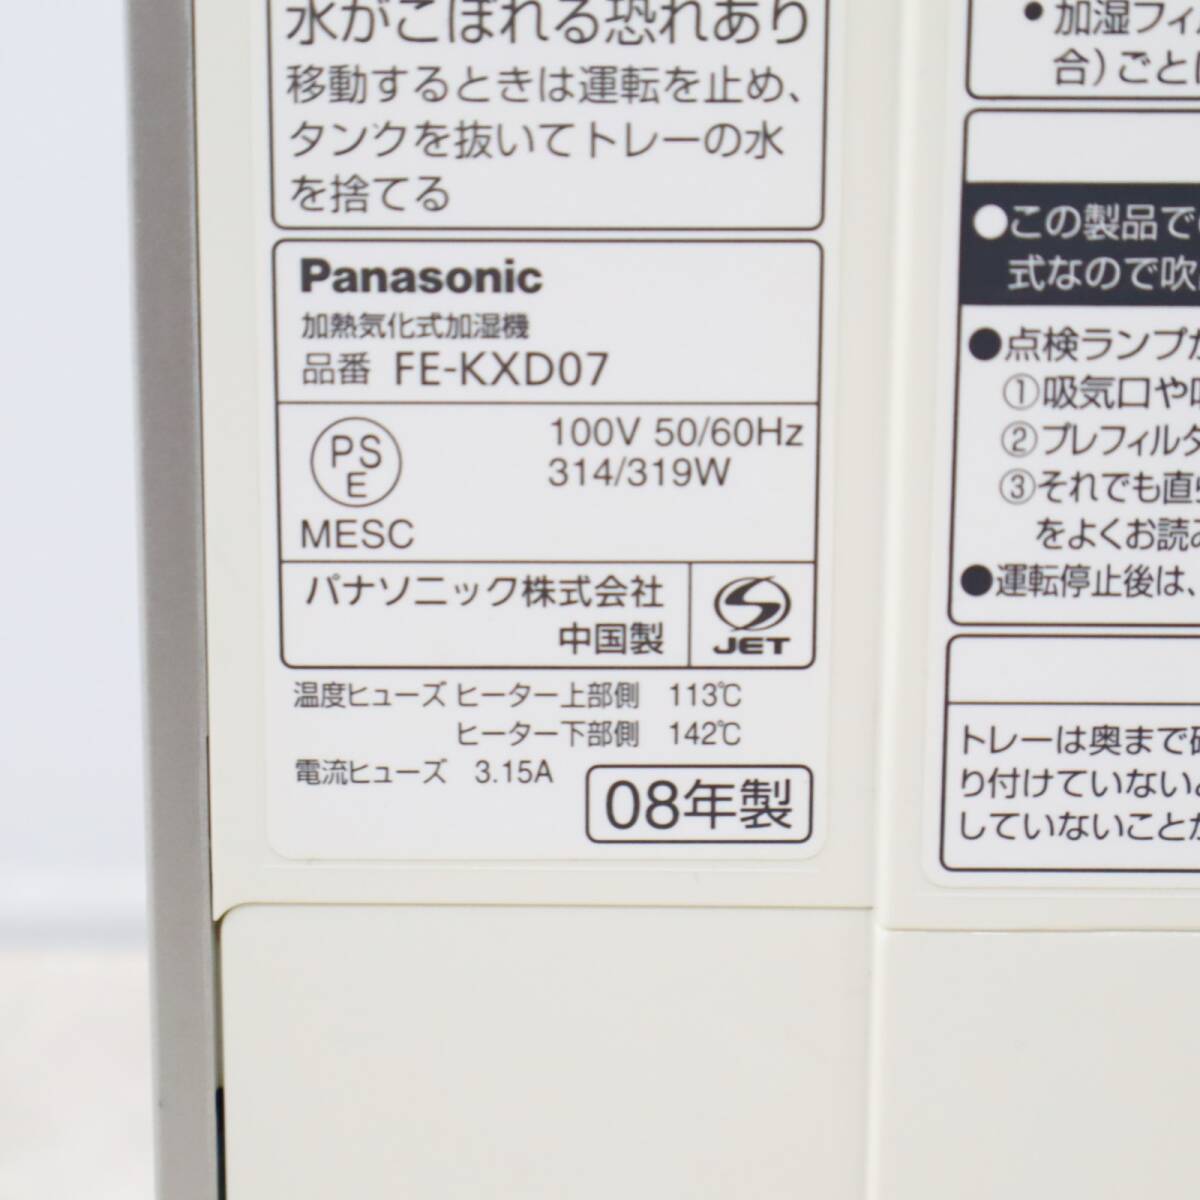 水がこぼれる恐れあり
移動するときは運転を止め、
タンクを抜いてトレーの水
を捨てる
Panasonic
加熱気化式加湿機
品番 FE-KXD07
PS
E
100V 50/60Hz
314/319W
MESC
パナソニック株式会社
中国製
JET
温度ヒューズ ヒーター上部側 113℃
ヒーター下部側 142℃
電流ヒューズ 3.15A
08年製
• 加湿フィル
合)ごとに
●この製品で
式なので吹
●点検ランプが
①吸気口や吹
②プレフィルタ
③それでも直ら
をよくお読み
●運転停止後は、
トレーは奥まで確
り付けていないと
していないことが